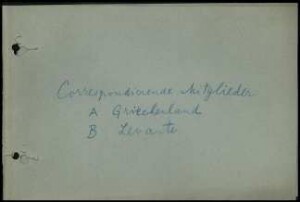 Correspondierende Mitglieder
A Griechenland
B Levante